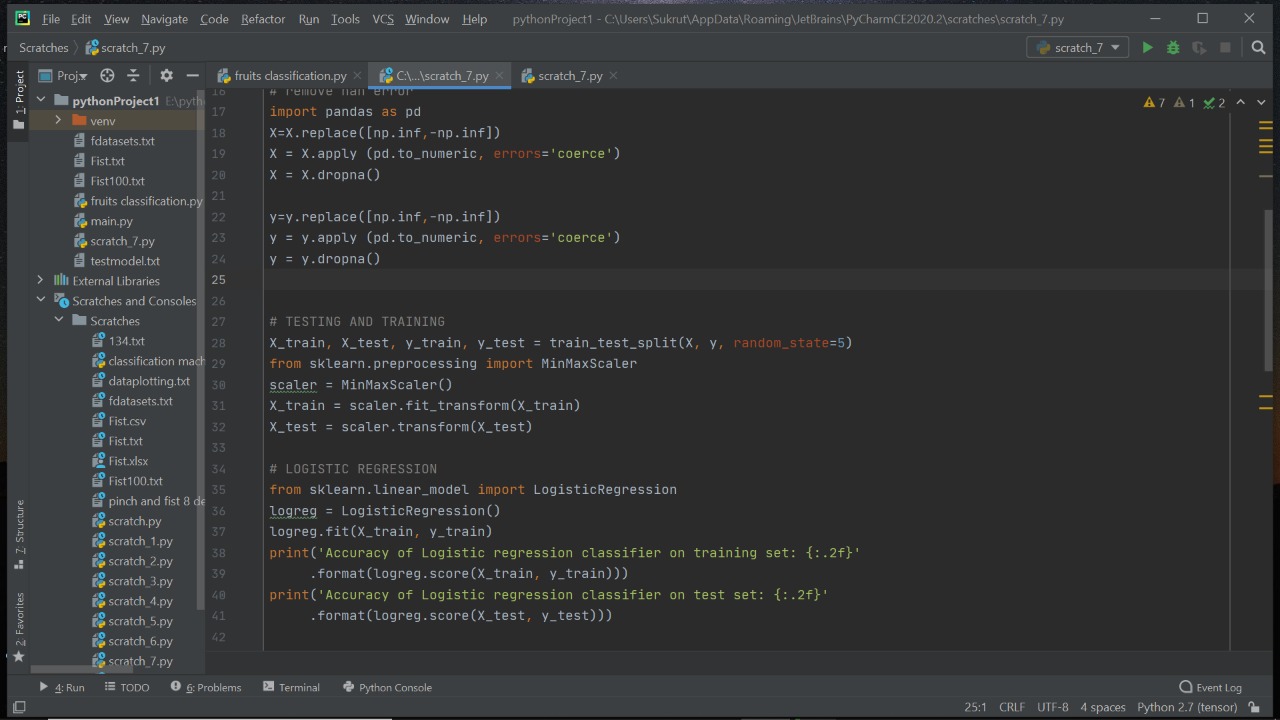 PC File Edit View Navigate Code Refactor Run Tools VCS Window Help pythonProject1 - C:\Users\Sukrut\AppData\Roaming\JetBrains\PyCharmCE2020.2\scratches\scratch_7.py
Scratches scratch_7.py scratch_7
1: Project
Proj fruits classification.py C:\...\scratch_7.py scratch_7.py
pythonProject1 E:\pyth
venv
fdatasets.txt
Fist.txt
Fist100.txt
fruits classification.py
main.py
scratch_7.py
testmodel.txt
External Libraries
Scratches and Consoles
Scratches
134.txt
classification mach
dataplotting.txt
fdatasets.txt
Fist.csv
Fist.txt
Fist.xlsx
Fist100.txt
pinch and fist 8 de
scratch.py
scratch_1.py
scratch_2.py
scratch_3.py
scratch_4.py
scratch_5.py
scratch_6.py
scratch_7.py
7: Structure
2: Favorites
7 1 2
16 # remove nan error
17 import pandas as pd
18 X=X.replace([np.inf,-np.inf])
19 X = X.apply (pd.to_numeric, errors='coerce')
20 X = X.dropna()
21
22 y=y.replace([np.inf,-np.inf])
23 y = y.apply (pd.to_numeric, errors='coerce')
24 y = y.dropna()
25
26
27 # TESTING AND TRAINING
28 X_train, X_test, y_train, y_test = train_test_split(X, y, random_state=5)
29 from sklearn.preprocessing import MinMaxScaler
30 scaler = MinMaxScaler()
31 X_train = scaler.fit_transform(X_train)
32 X_test = scaler.transform(X_test)
33
34 # LOGISTIC REGRESSION
35 from sklearn.linear_model import LogisticRegression
36 logreg = LogisticRegression()
37 logreg.fit(X_train, y_train)
38 print('Accuracy of Logistic regression classifier on training set: {:.2f}'
39 .format(logreg.score(X_train, y_train)))
40 print('Accuracy of Logistic regression classifier on test set: {:.2f}'
41 .format(logreg.score(X_test, y_test)))
42
4: Run TODO 6: Problems Terminal Python Console Event Log
25:1 CRLF UTF-8 4 spaces Python 2.7 (tensor)